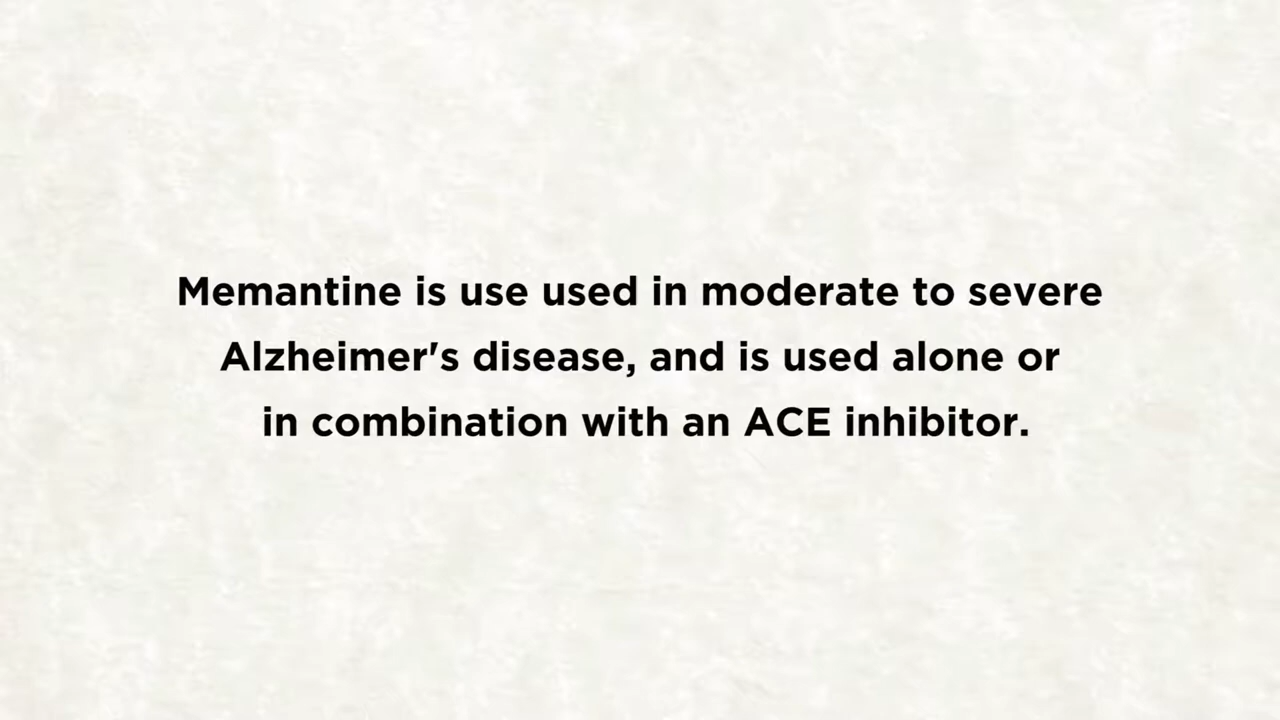 Memantine is use used in moderate to severe
Alzheimer's disease, and is used alone or
in combination with an ACE inhibitor.